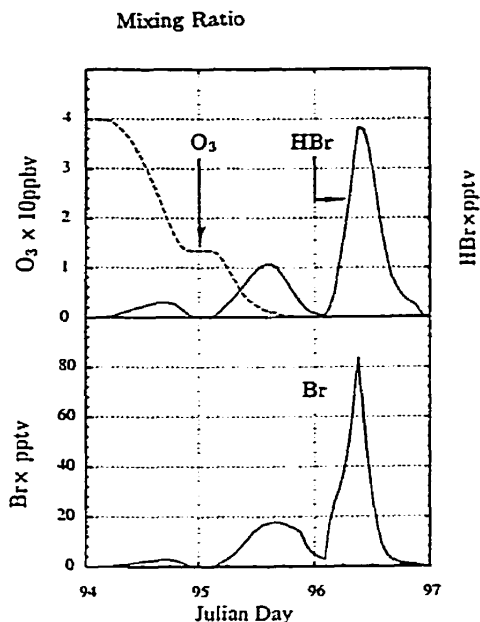 Mixing Ratio
O₃ HBr
4
3
2
1
0
O₃ x 10ppbv
HBr×pptv
Br
80
60
40
20
0
Br× pptv
94 95 96 97
Julian Day